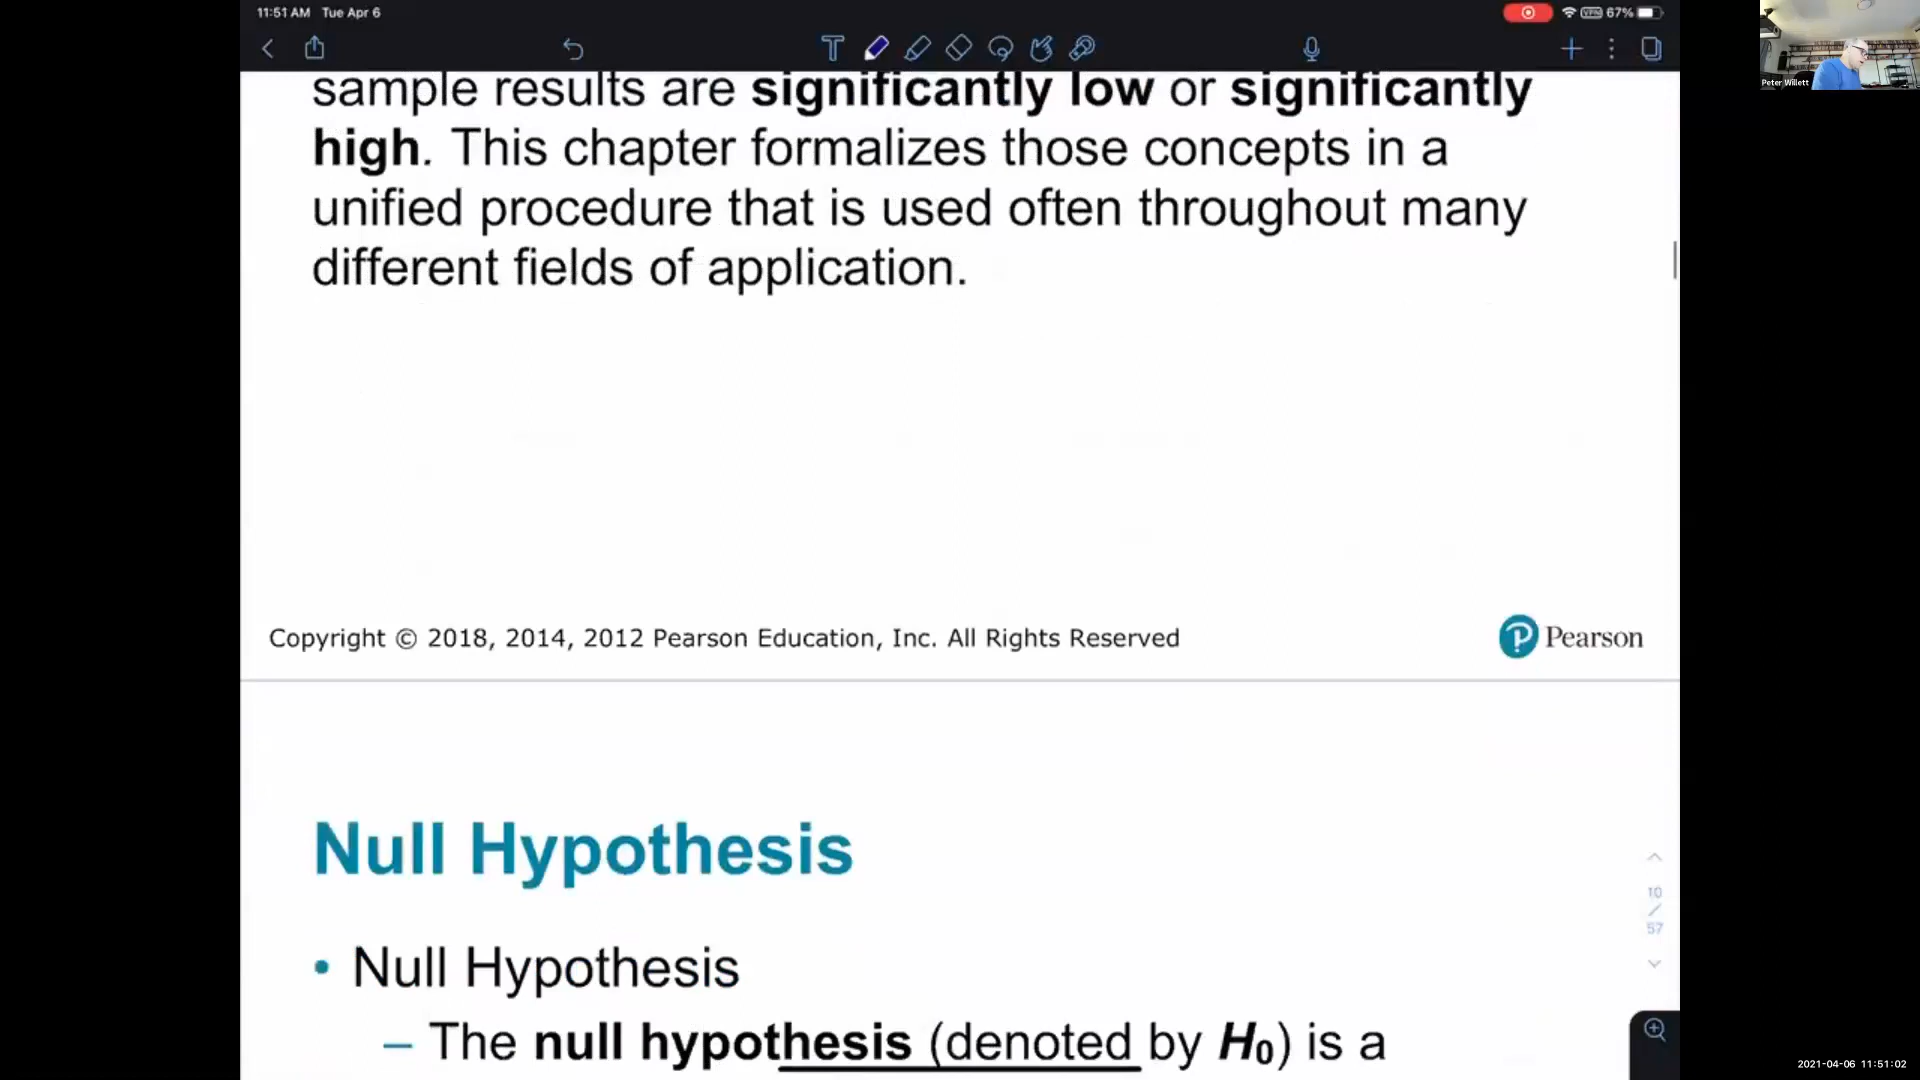 11:51 AM Tue Apr 6
VPN 67%
Peter Willett
sample results are significantly low or significantly
high. This chapter formalizes those concepts in a
unified procedure that is used often throughout many
different fields of application.
Copyright © 2018, 2014, 2012 Pearson Education, Inc. All Rights Reserved
Pearson
Null Hypothesis
• Null Hypothesis
– The null hypothesis (denoted by H₀) is a
10
/
57
2021-04-06 11:51:02